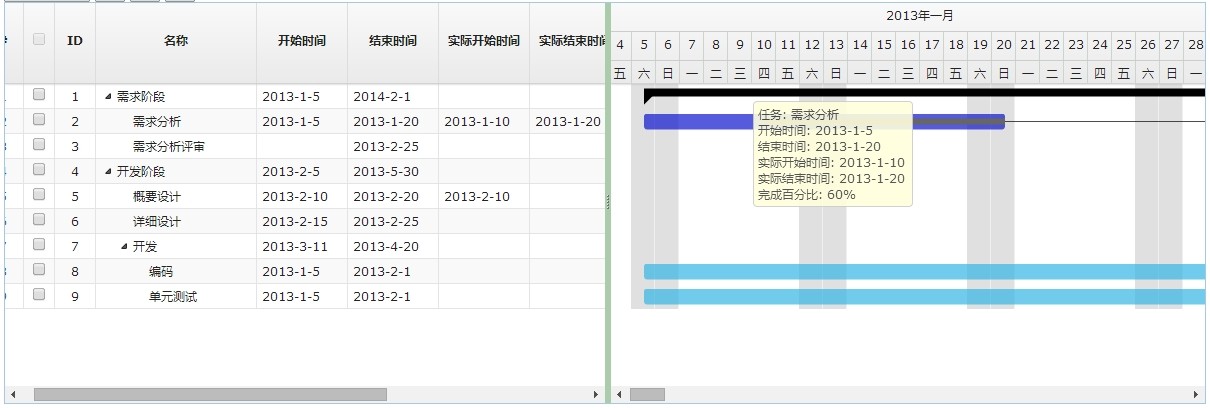 ID 名称 开始时间 结束时间 实际开始时间 实际结束时间
1 需求阶段 2013-1-5 2014-2-1
2 需求分析 2013-1-5 2013-1-20 2013-1-10 2013-1-20
3 需求分析评审 2013-2-25
4 开发阶段 2013-2-5 2013-5-30
5 概要设计 2013-2-10 2013-2-20 2013-2-10
6 详细设计 2013-2-15 2013-2-25
7 开发 2013-3-11 2013-4-20
8 编码 2013-1-5 2013-2-1
9 单元测试 2013-1-5 2013-2-1
2013年一月
4 5 6 7 8 9 10 11 12 13 14 15 16 17 18 19 20 21 22 23 24 25 26 27 28
五 六 日 一 二 三 四 五 六 日 一 二 三 四 五 六 日 一 二 三 四 五 六 日 一
任务: 需求分析
开始时间: 2013-1-5
结束时间: 2013-1-20
实际开始时间: 2013-1-10
实际结束时间: 2013-1-20
完成百分比: 60%